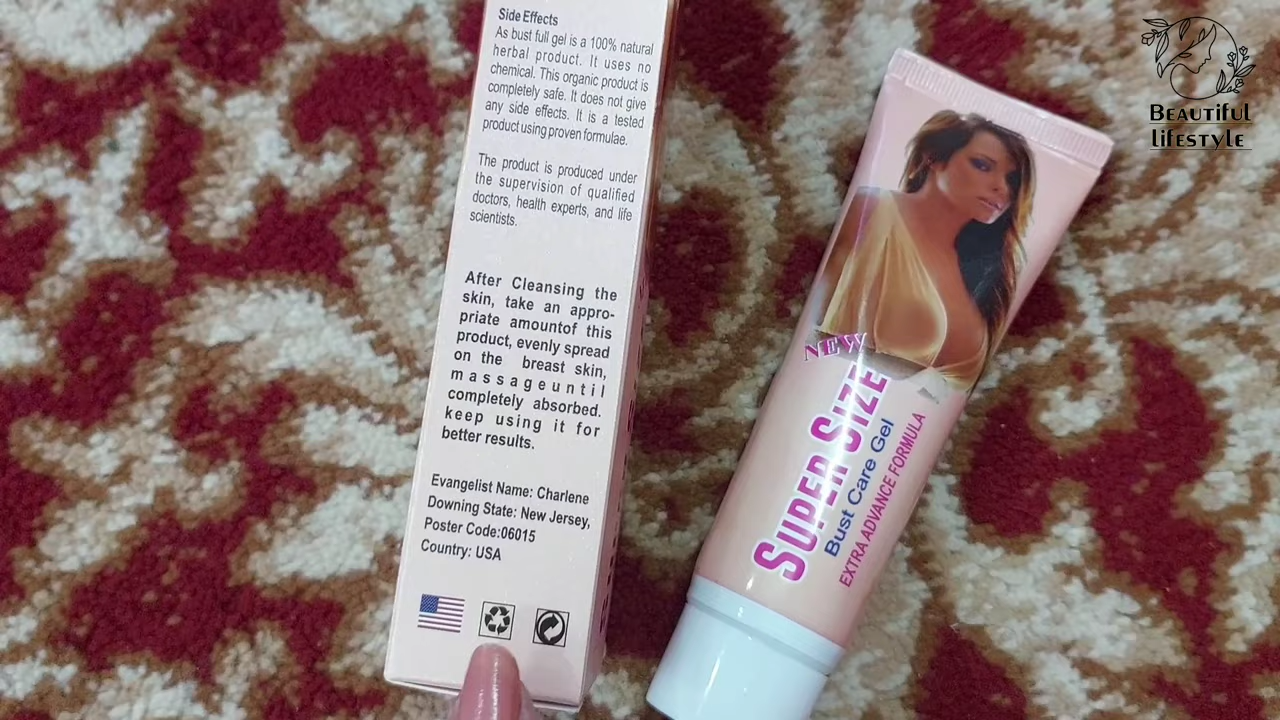 Side Effects
As bust full gel is a 100% natural
herbal product. It uses no
chemical. This organic product is
completely safe. It does not give
any side effects. It is a tested
product using proven formulae.
The product is produced under
the supervision of qualified
doctors, health experts, and life
scientists.
After Cleansing the
skin, take an appro-
priate amountof this
product, evenly spread
on the breast skin,
massageuntil
completely absorbed.
keep using it for
better results.
Evangelist Name: Charlene
Downing State: New Jersey,
Poster Code:06015
Country: USA
NEW
SUPER SIZE
Bust Care Gel
EXTRA ADVANCE FORMULA
BEAUTIFUL
LIFESTYLE